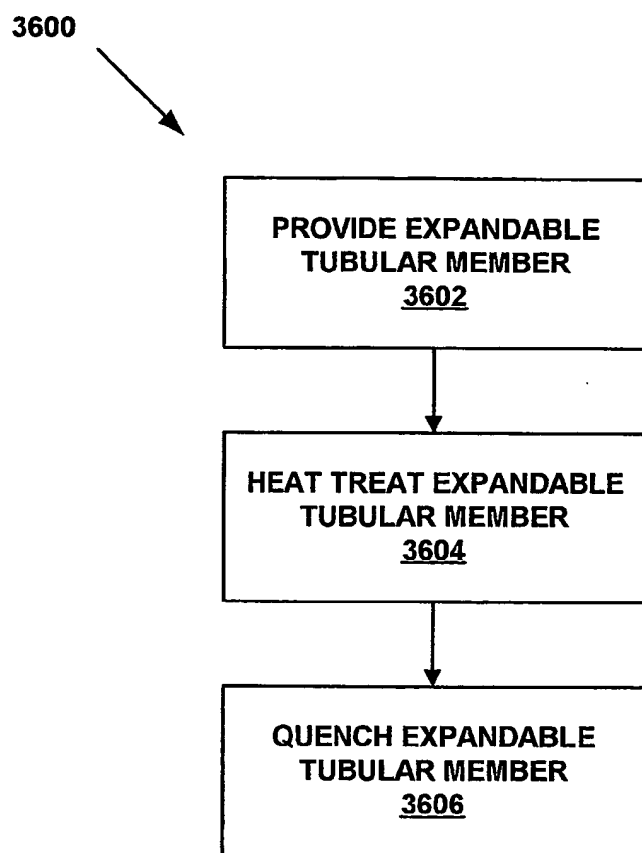 3600
PROVIDE EXPANDABLE
TUBULAR MEMBER
3602
HEAT TREAT EXPANDABLE
TUBULAR MEMBER
3604
QUENCH EXPANDABLE
TUBULAR MEMBER
3606